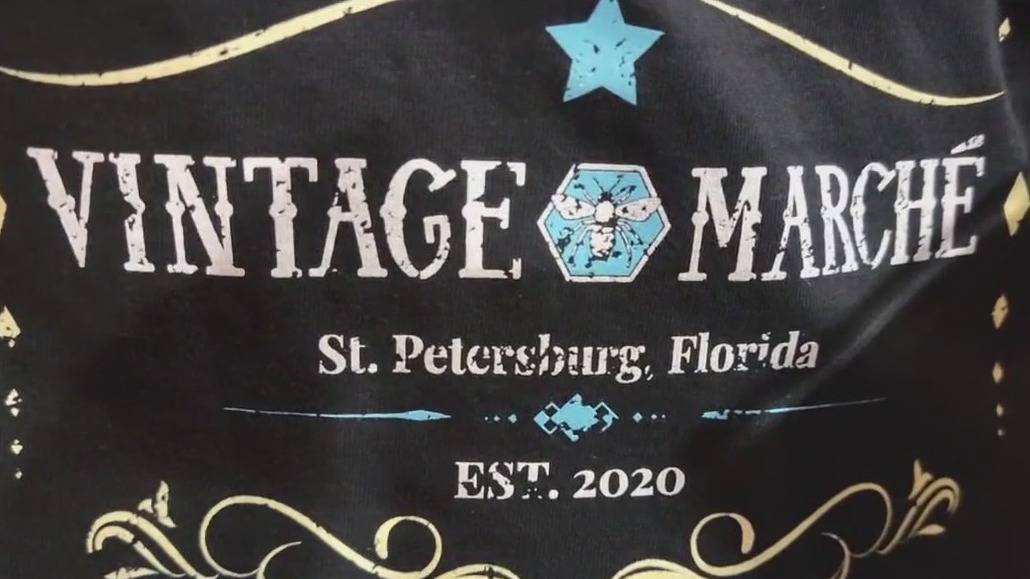 VINTAGE MARCHÉ
St. Petersburg, Florida
EST. 2020